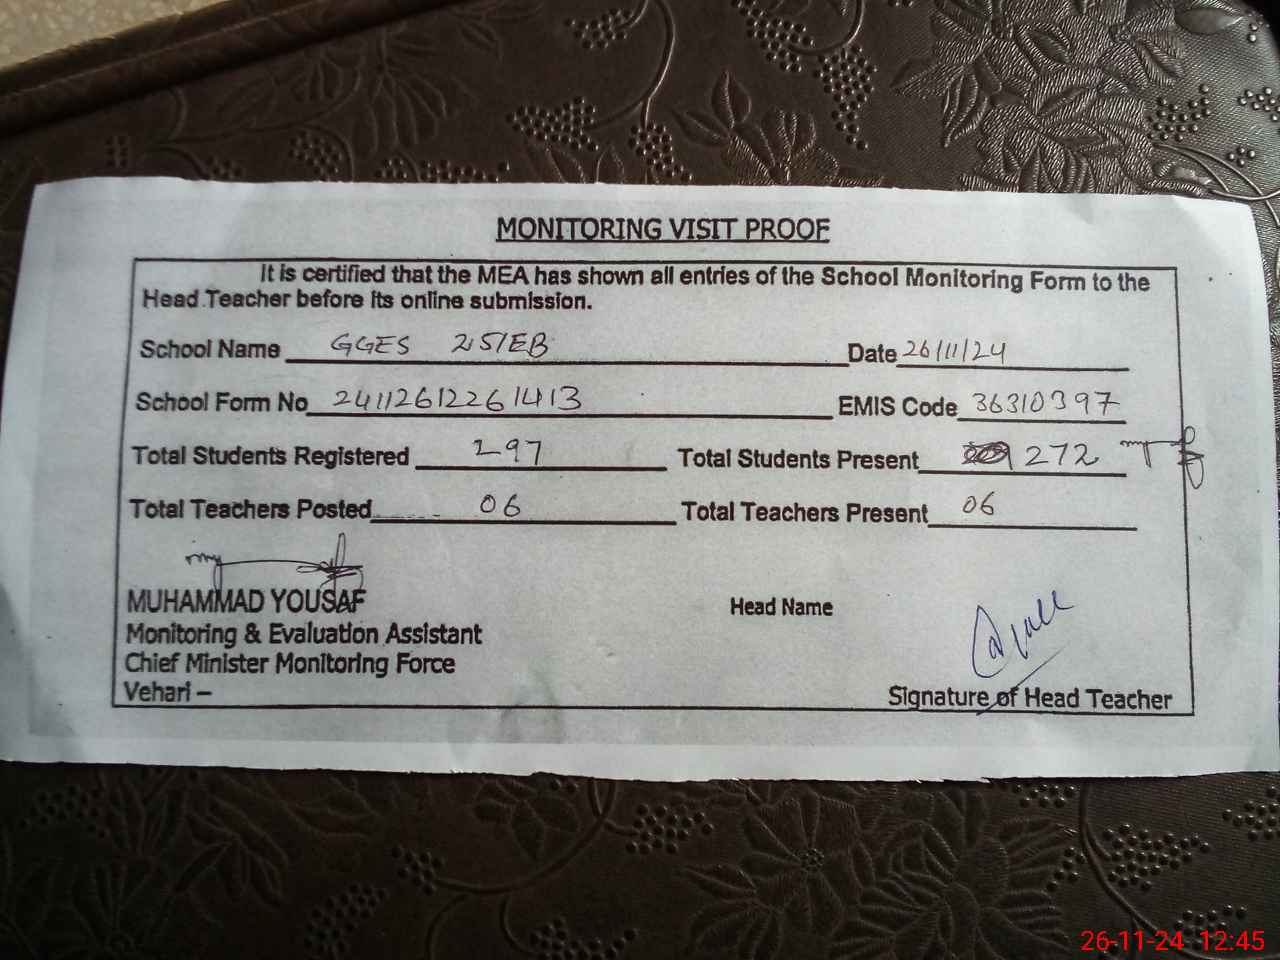 MONITORING VISIT PROOF
It is certified that the MEA has shown all entries of the School Monitoring Form to the
Head Teacher before its online submission.
School Name GGES 215/EB Date 26/11/24
School Form No 24112612261413 EMIS Code 36310397
Total Students Registered 297 Total Students Present 272
Total Teachers Posted 06 Total Teachers Present 06
MUHAMMAD YOUSAF
Monitoring & Evaluation Assistant
Chief Minister Monitoring Force
Vehari –
Head Name
Signature of Head Teacher
26-11-24 12:45